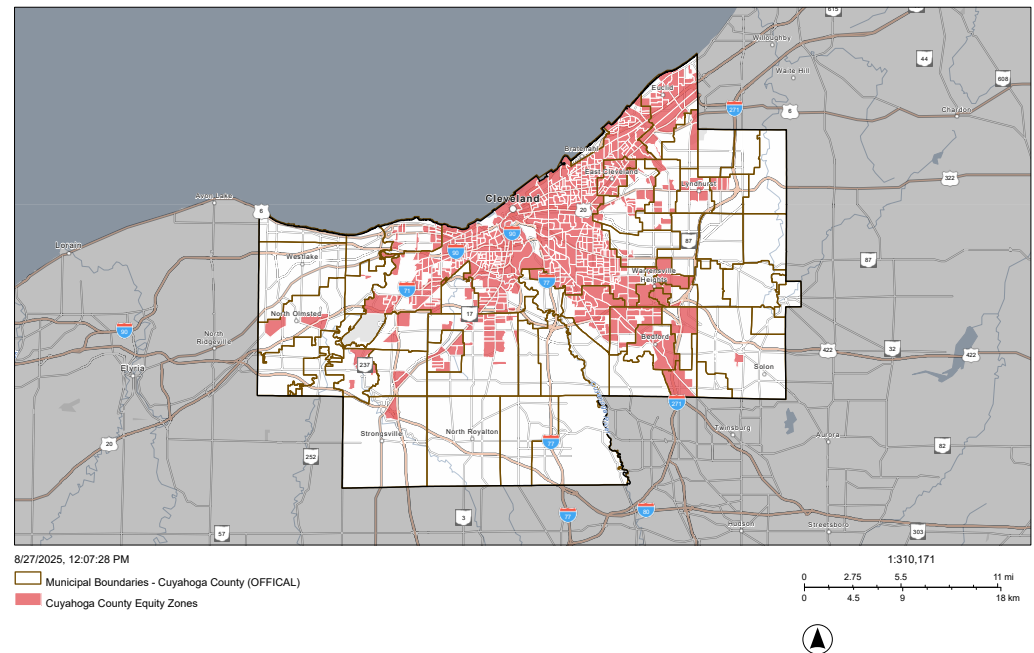 615
Willoughby
44
Waite Hill
608
Euclid
271
6
Chardon
Bratenahl
East Cleveland
322
Lyndhurst
Avon Lake
Cleveland
6
20
90
87
Lorain
90
87
Westlake
Warrensville
Heights
77
71
North Olmsted
17
90
North
Ridgeville
Bedford
422
32
422
Elyria
237
Solon
271
Strongsville
North Royalton
Twinsburg
Aurora
20
77
82
252
3
77
80
Hudson
Streetsboro
57
303
8/27/2025, 12:07:28 PM
Municipal Boundaries - Cuyahoga County (OFFICAL)
Cuyahoga County Equity Zones
1:310,171
0 2.75 5.5 11 mi
0 4.5 9 18 km